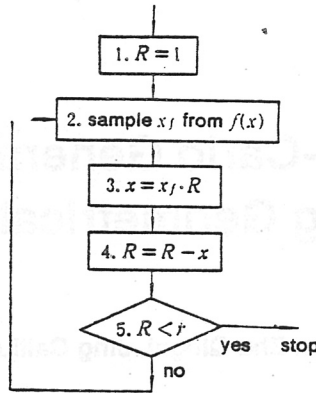 1. R = 1
2. sample x_f from f(x)
3. x = x_f · R
4. R = R − x
5. R < r
yes stop
no